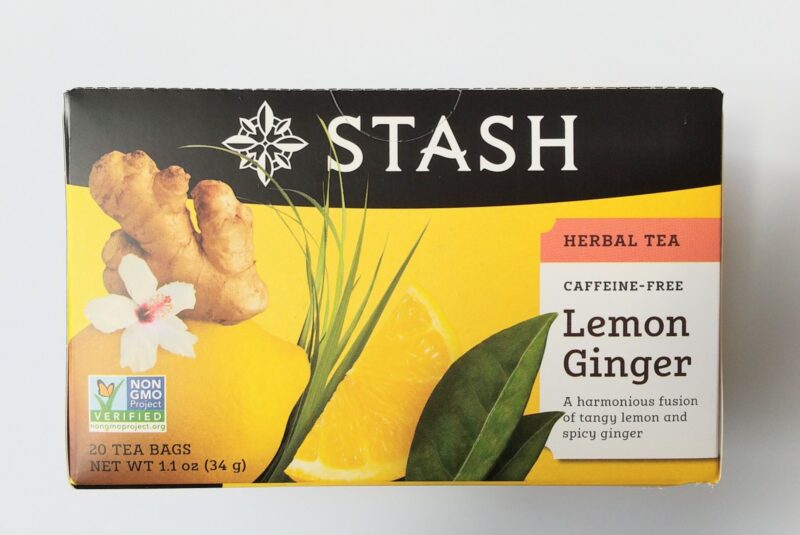 STASH
HERBAL TEA
CAFFEINE-FREE
Lemon
Ginger
A harmonious fusion
of tangy lemon and
spicy ginger
NON
GMO
Project
VERIFIED
nongmoproject.org
20 TEA BAGS
NET WT 1.1 oz (34 g)